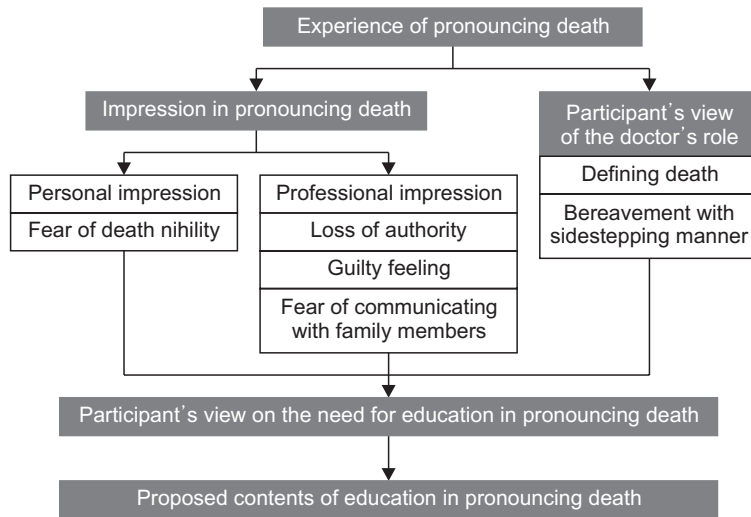 Experience of pronouncing death
Impression in pronouncing death
Participant's view
of the doctor's role
Personal impression
Fear of death nihility
Professional impression
Loss of authority
Guilty feeling
Fear of communicating
with family members
Defining death
Bereavement with
sidestepping manner
Participant's view on the need for education in pronouncing death
Proposed contents of education in pronouncing death